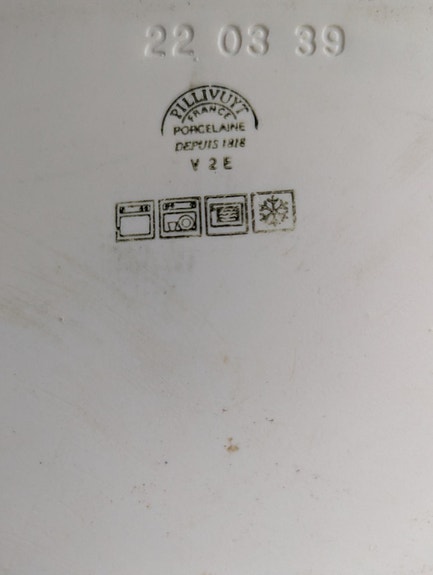 22 03 39
PILLIVUYT
FRANCE
PORCELAINE
DEPUIS 1818
V 2 E